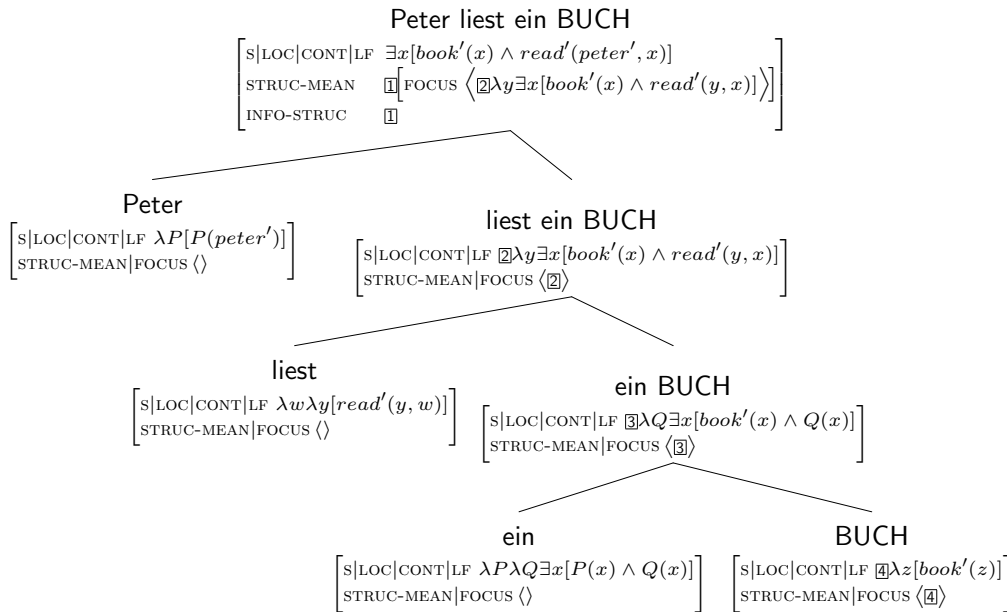 Peter liest ein BUCH
S|LOC|CONT|LF ∃x[book′(x) ∧ read′(peter′, x)]
STRUC-MEAN 1[FOCUS ⟨2λy∃x[book′(x) ∧ read′(y, x)]⟩]
INFO-STRUC 1
Peter
S|LOC|CONT|LF λP[P(peter′)]
STRUC-MEAN|FOCUS ⟨⟩
liest ein BUCH
S|LOC|CONT|LF 2λy∃x[book′(x) ∧ read′(y, x)]
STRUC-MEAN|FOCUS ⟨2⟩
liest
S|LOC|CONT|LF λwλy[read′(y, w)]
STRUC-MEAN|FOCUS ⟨⟩
ein BUCH
S|LOC|CONT|LF 3λQ∃x[book′(x) ∧ Q(x)]
STRUC-MEAN|FOCUS ⟨3⟩
ein
S|LOC|CONT|LF λPλQ∃x[P(x) ∧ Q(x)]
STRUC-MEAN|FOCUS ⟨⟩
BUCH
S|LOC|CONT|LF 4λz[book′(z)]
STRUC-MEAN|FOCUS ⟨4⟩